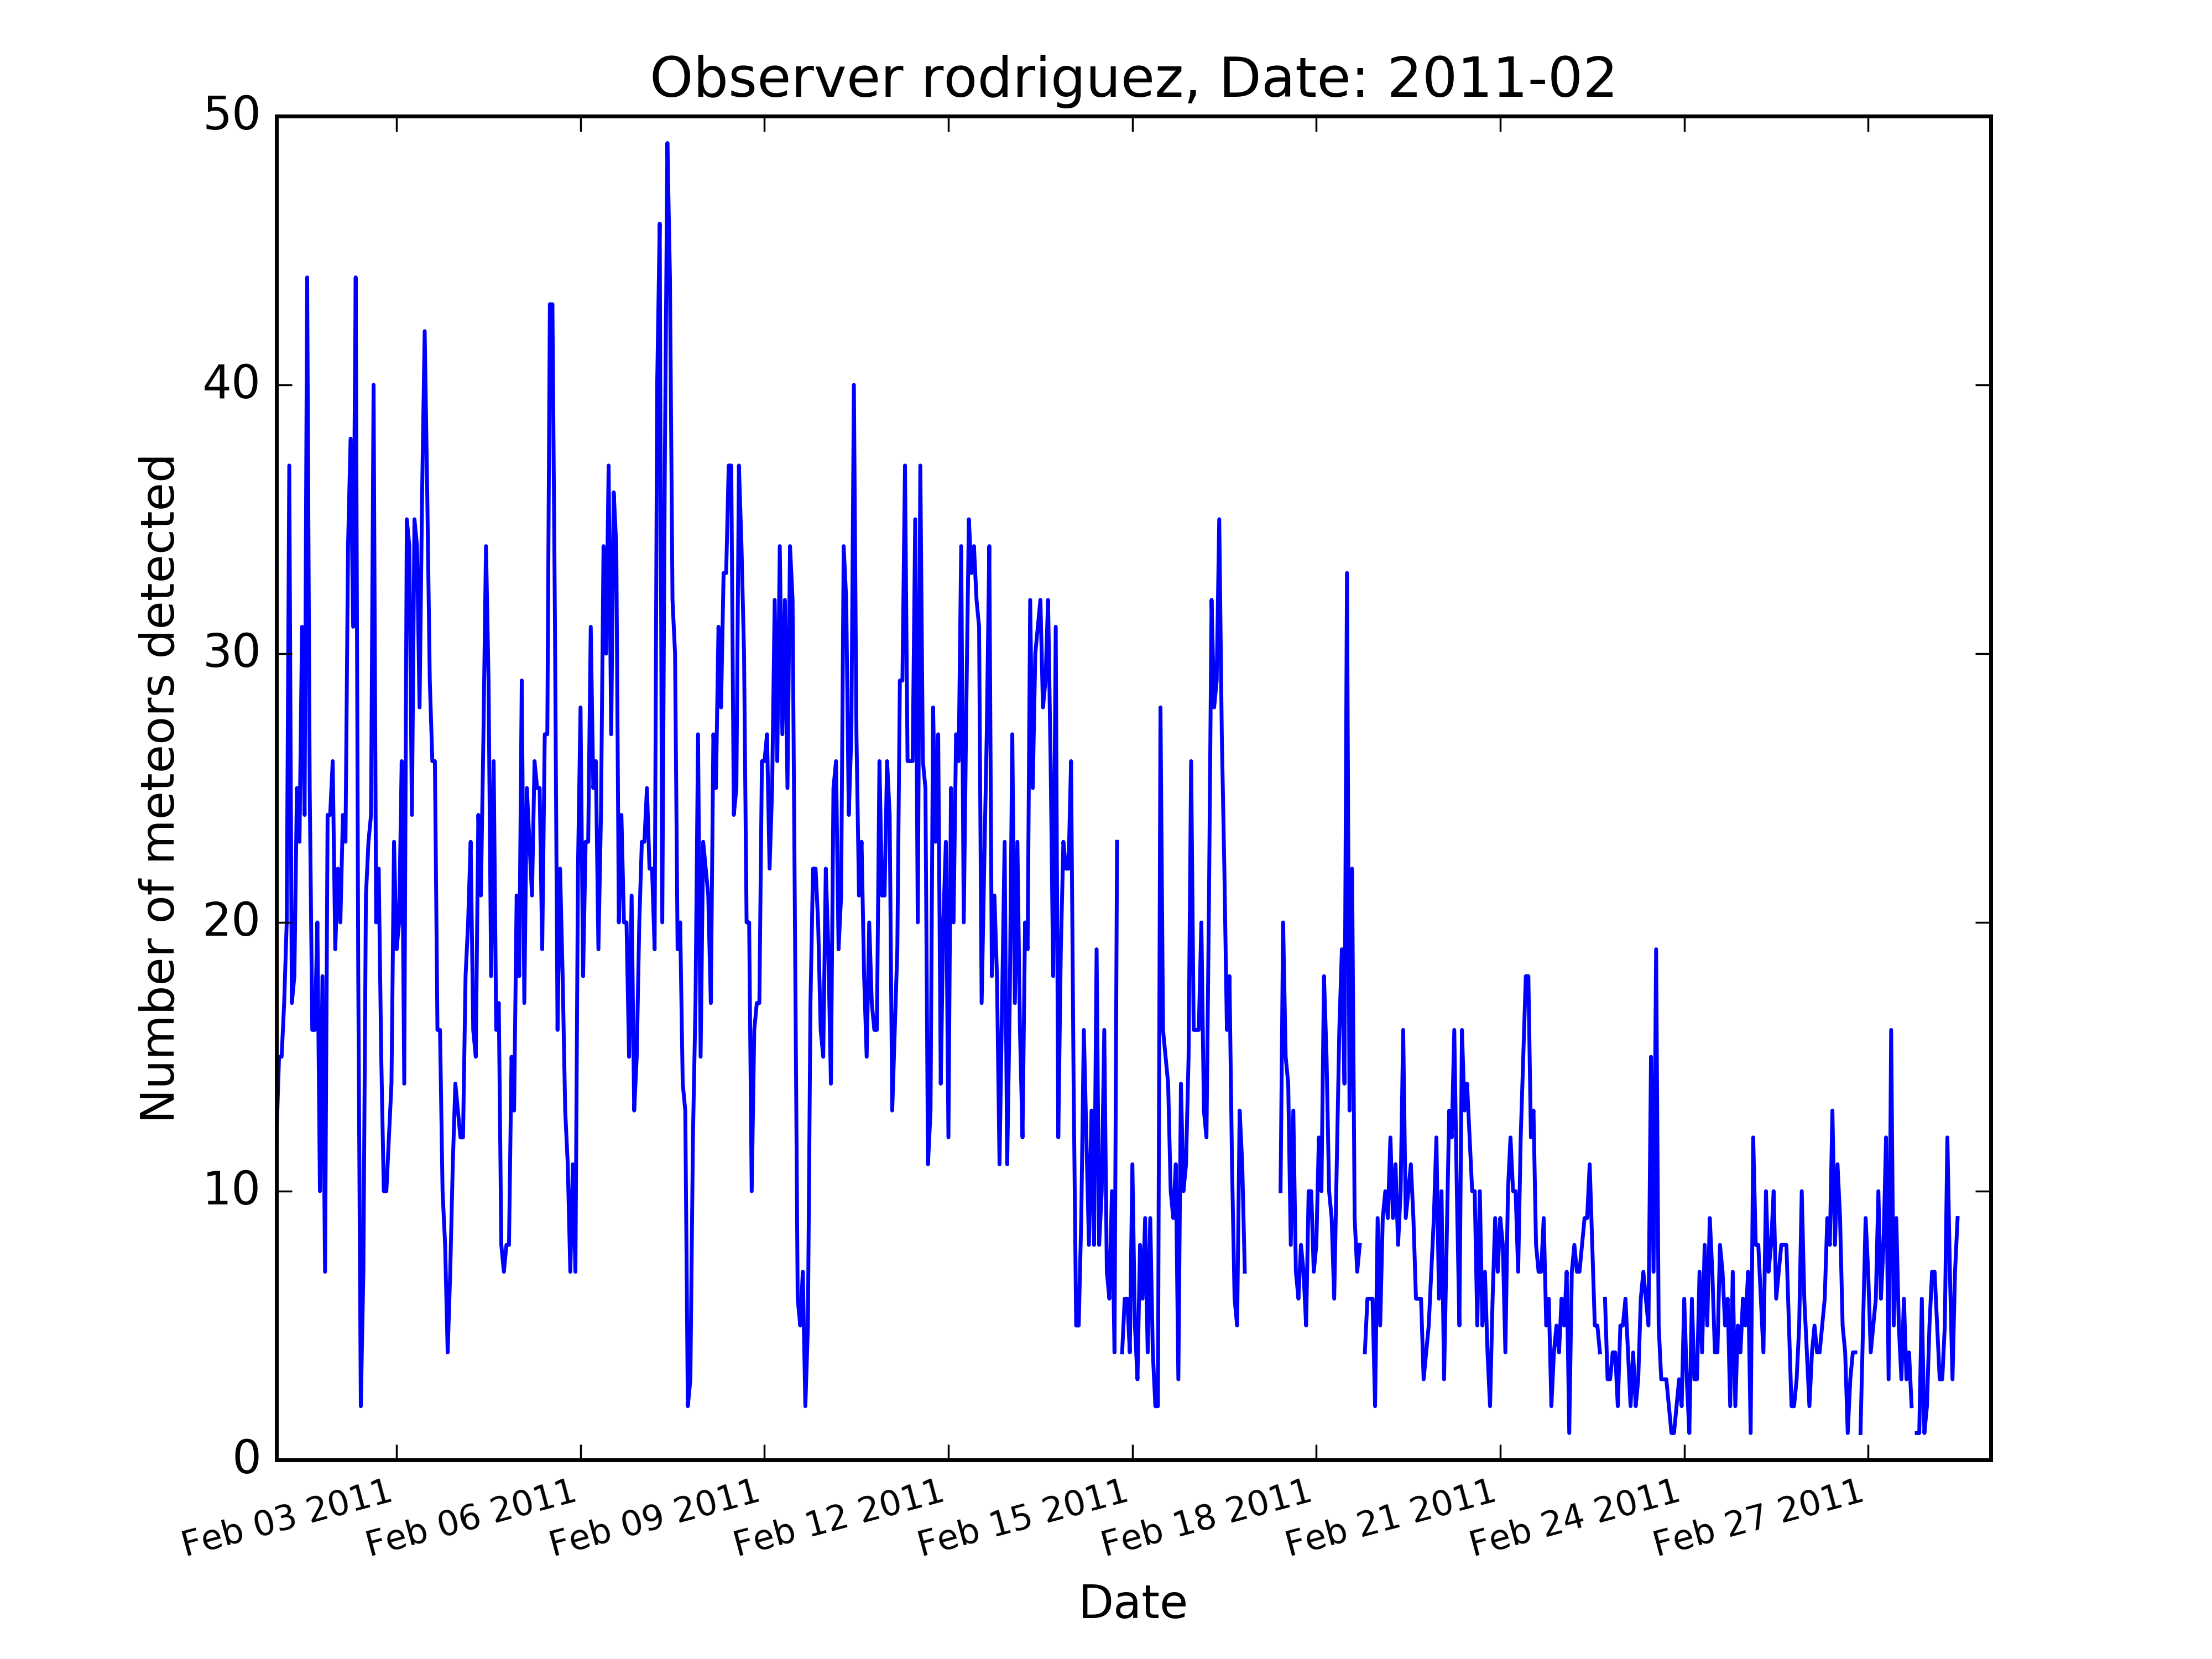 Observer rodriguez, Date: 2011-02
50
40
30
20
10
0
Number of meteors detected
Feb 03 2011
Feb 06 2011
Feb 09 2011
Feb 12 2011
Feb 15 2011
Feb 18 2011
Feb 21 2011
Feb 24 2011
Feb 27 2011
Date